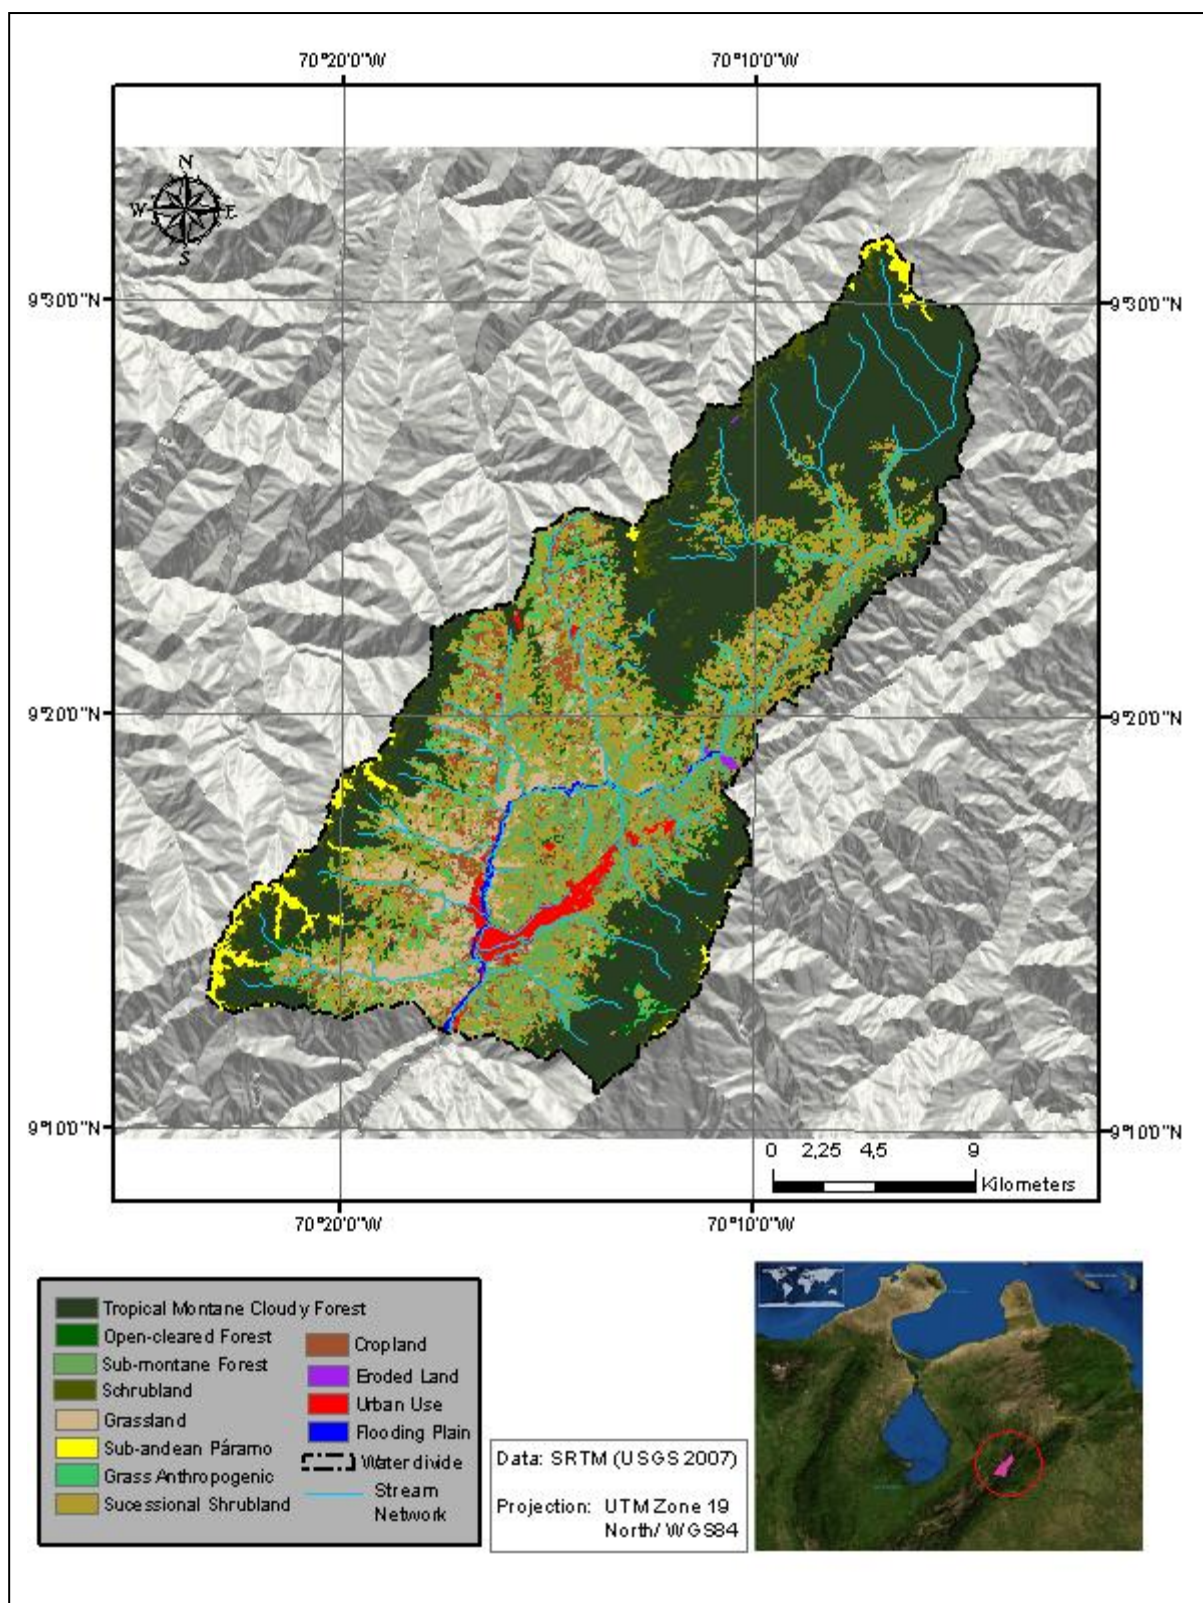 70°20'0"W 70°10'0"W
N
W E
S
9°30'0"N 9°30'0"N
9°20'0"N 9°20'0"N
9°10'0"N 9°10'0"N
0 2,25 4,5 9
Kilometers
70°20'0"W 70°10'0"W
Tropical Montane Cloudy Forest
Open-cleared Forest
Sub-montane Forest
Schrubland
Grassland
Sub-andean Páramo
Grass Anthropogenic
Sucessional Shrubland
Cropland
Eroded Land
Urban Use
Flooding Plain
Water divide
Stream
Network
Data: SRTM (USGS 2007)
Projection: UTM Zone 19
North/ WGS84